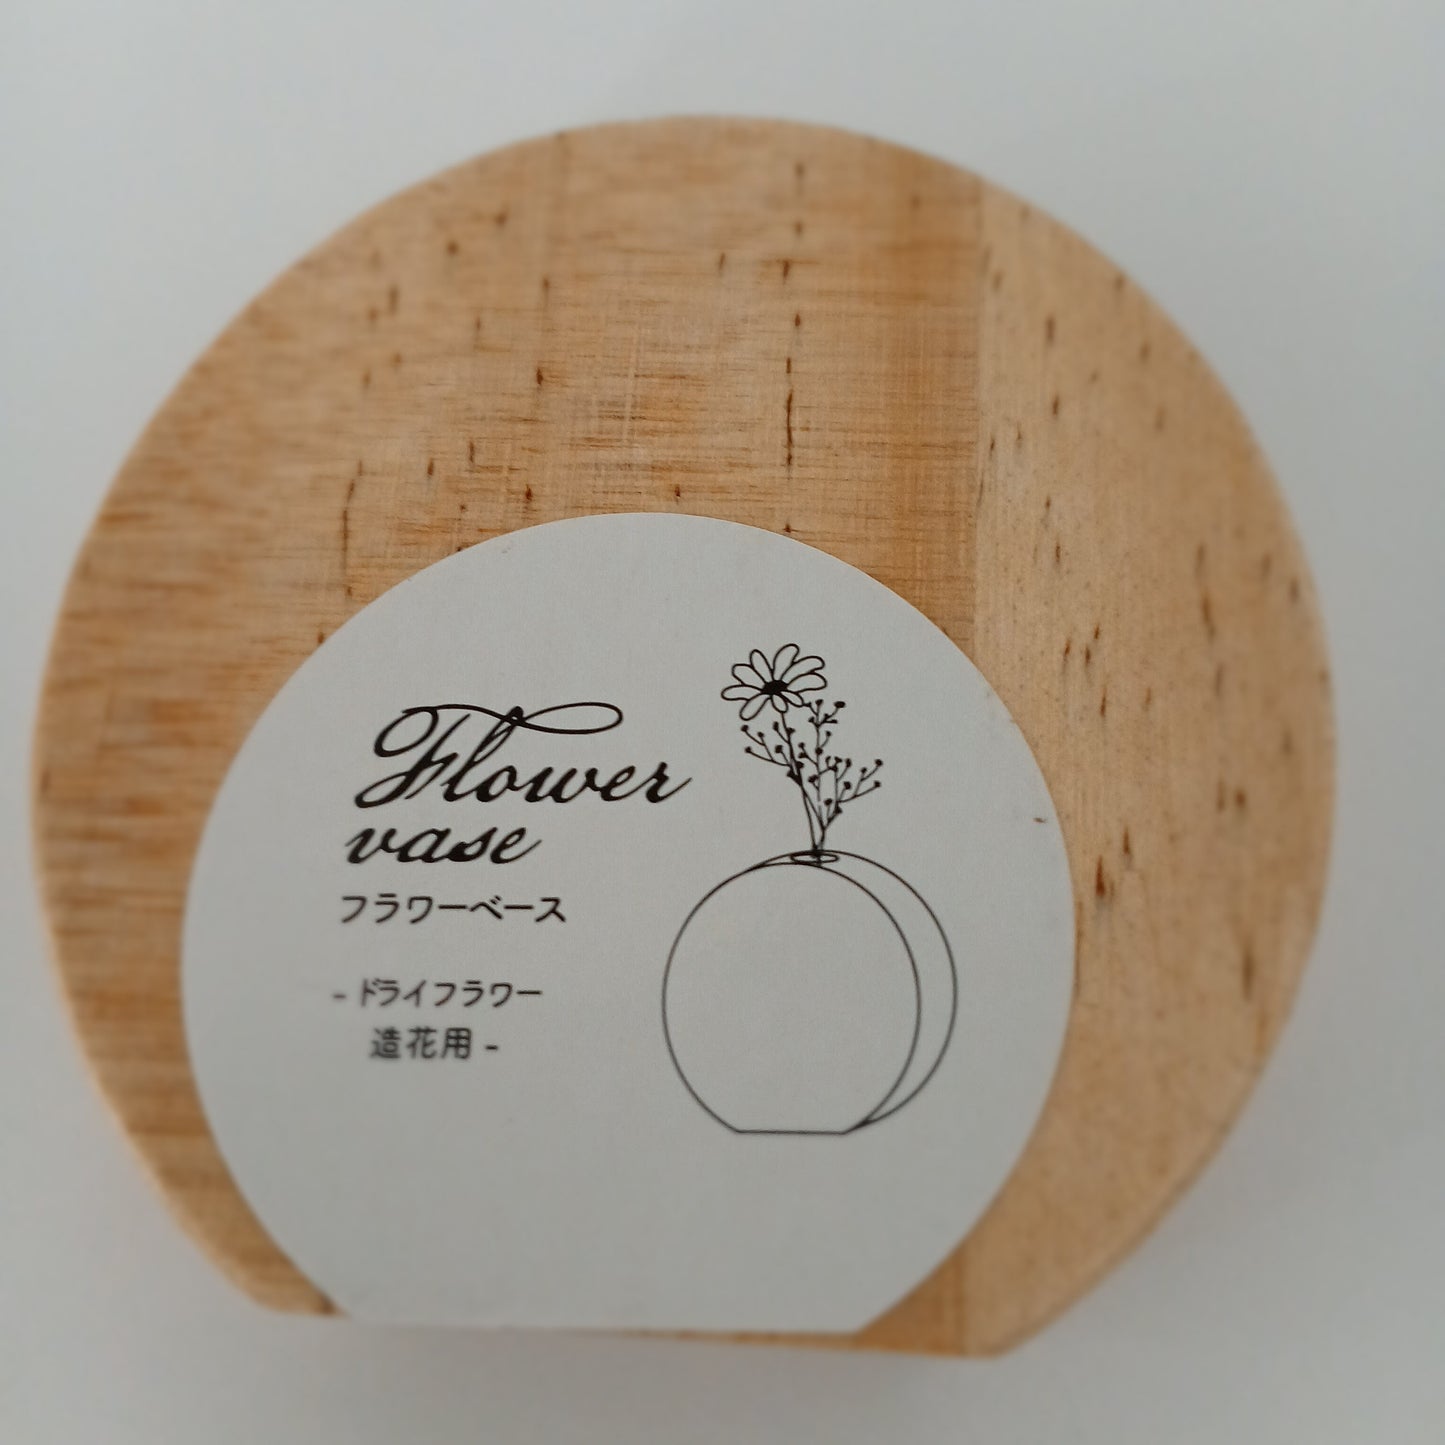 Flower
vase
フラワーベース
- ドライフラワー
造花用 -